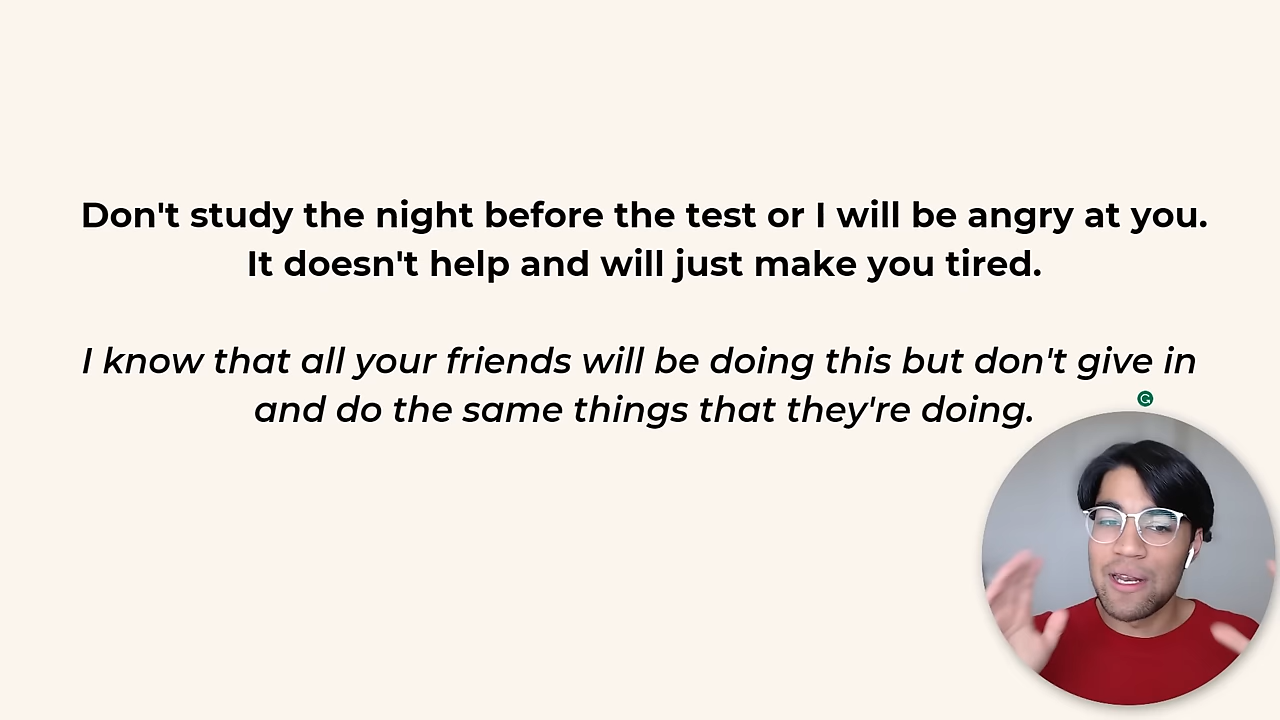 Don't study the night before the test or I will be angry at you.
It doesn't help and will just make you tired.
I know that all your friends will be doing this but don't give in
and do the same things that they're doing.